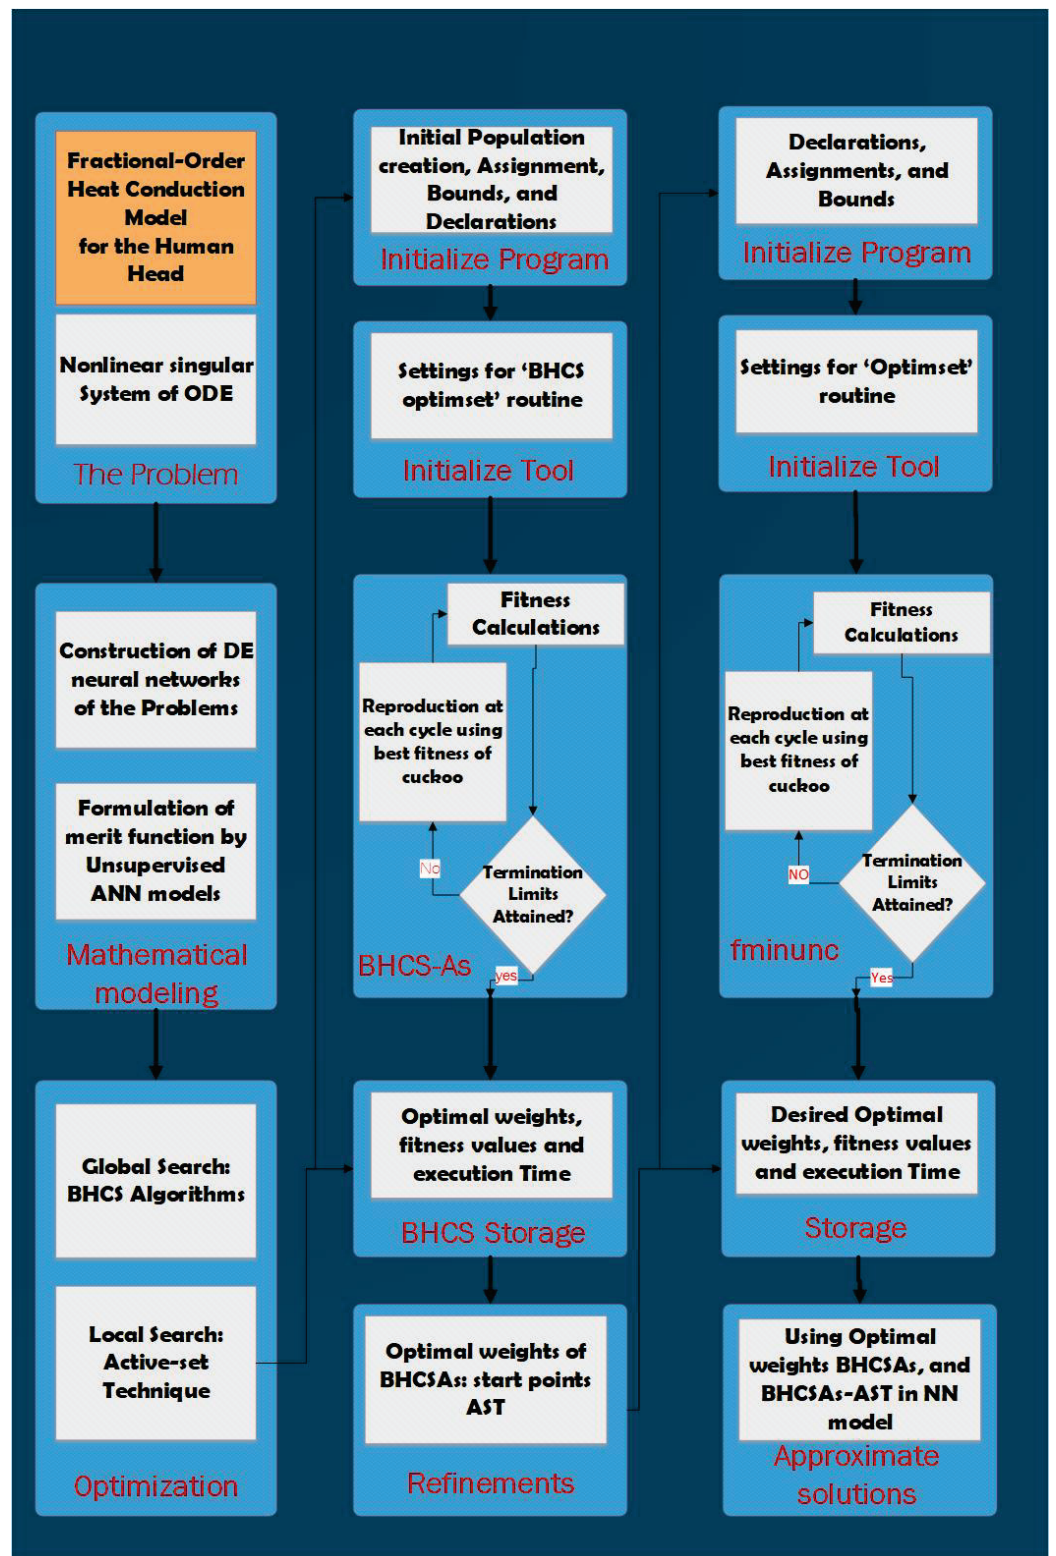 Fractional-Order
Heat Conduction
Model
for the Human
Head
Nonlinear singular
System of ODE
The Problem
Construction of DE
neural networks
of the Problems
Formulation of
merit function by
Unsupervised
ANN models
Mathematical
modeling
Global Search:
BHCS Algorithms
Local Search:
Active-set
Technique
Optimization
Initial Population
creation, Assignment,
Bounds, and
Declarations
Initialize Program
Settings for ‘BHCS
optimset’ routine
Initialize Tool
Fitness
Calculations
Reproduction at
each cycle using
best fitness of
cuckoo
No
Termination
Limits
Attained?
BHCS-As
yes
Optimal weights,
fitness values and
execution Time
BHCS Storage
Optimal weights of
BHCSAs: start points
AST
Refinements
Declarations,
Assignments, and
Bounds
Initialize Program
Settings for ‘Optimset’
routine
Initialize Tool
Fitness
Calculations
Reproduction at
each cycle using
best fitness of
cuckoo
NO
Termination
Limits
Attained?
fminunc
Yes
Desired Optimal
weights, fitness values
and execution Time
Storage
Using Optimal
weights BHCSAs, and
BHCSAs-AST in NN
model
Approximate
solutions